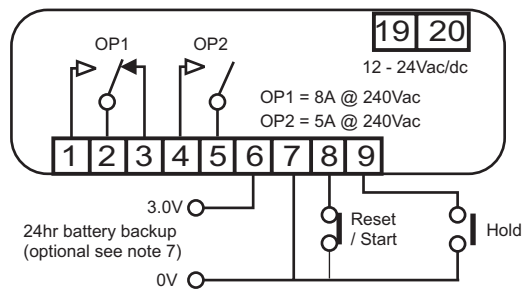 19 20
OP1 OP2
12 - 24Vac/dc
OP1 = 8A @ 240Vac
OP2 = 5A @ 240Vac
1 2 3 4 5 6 7 8 9
3.0V
24hr battery backup
(optional see note 7)
0V
Reset
/ Start
Hold